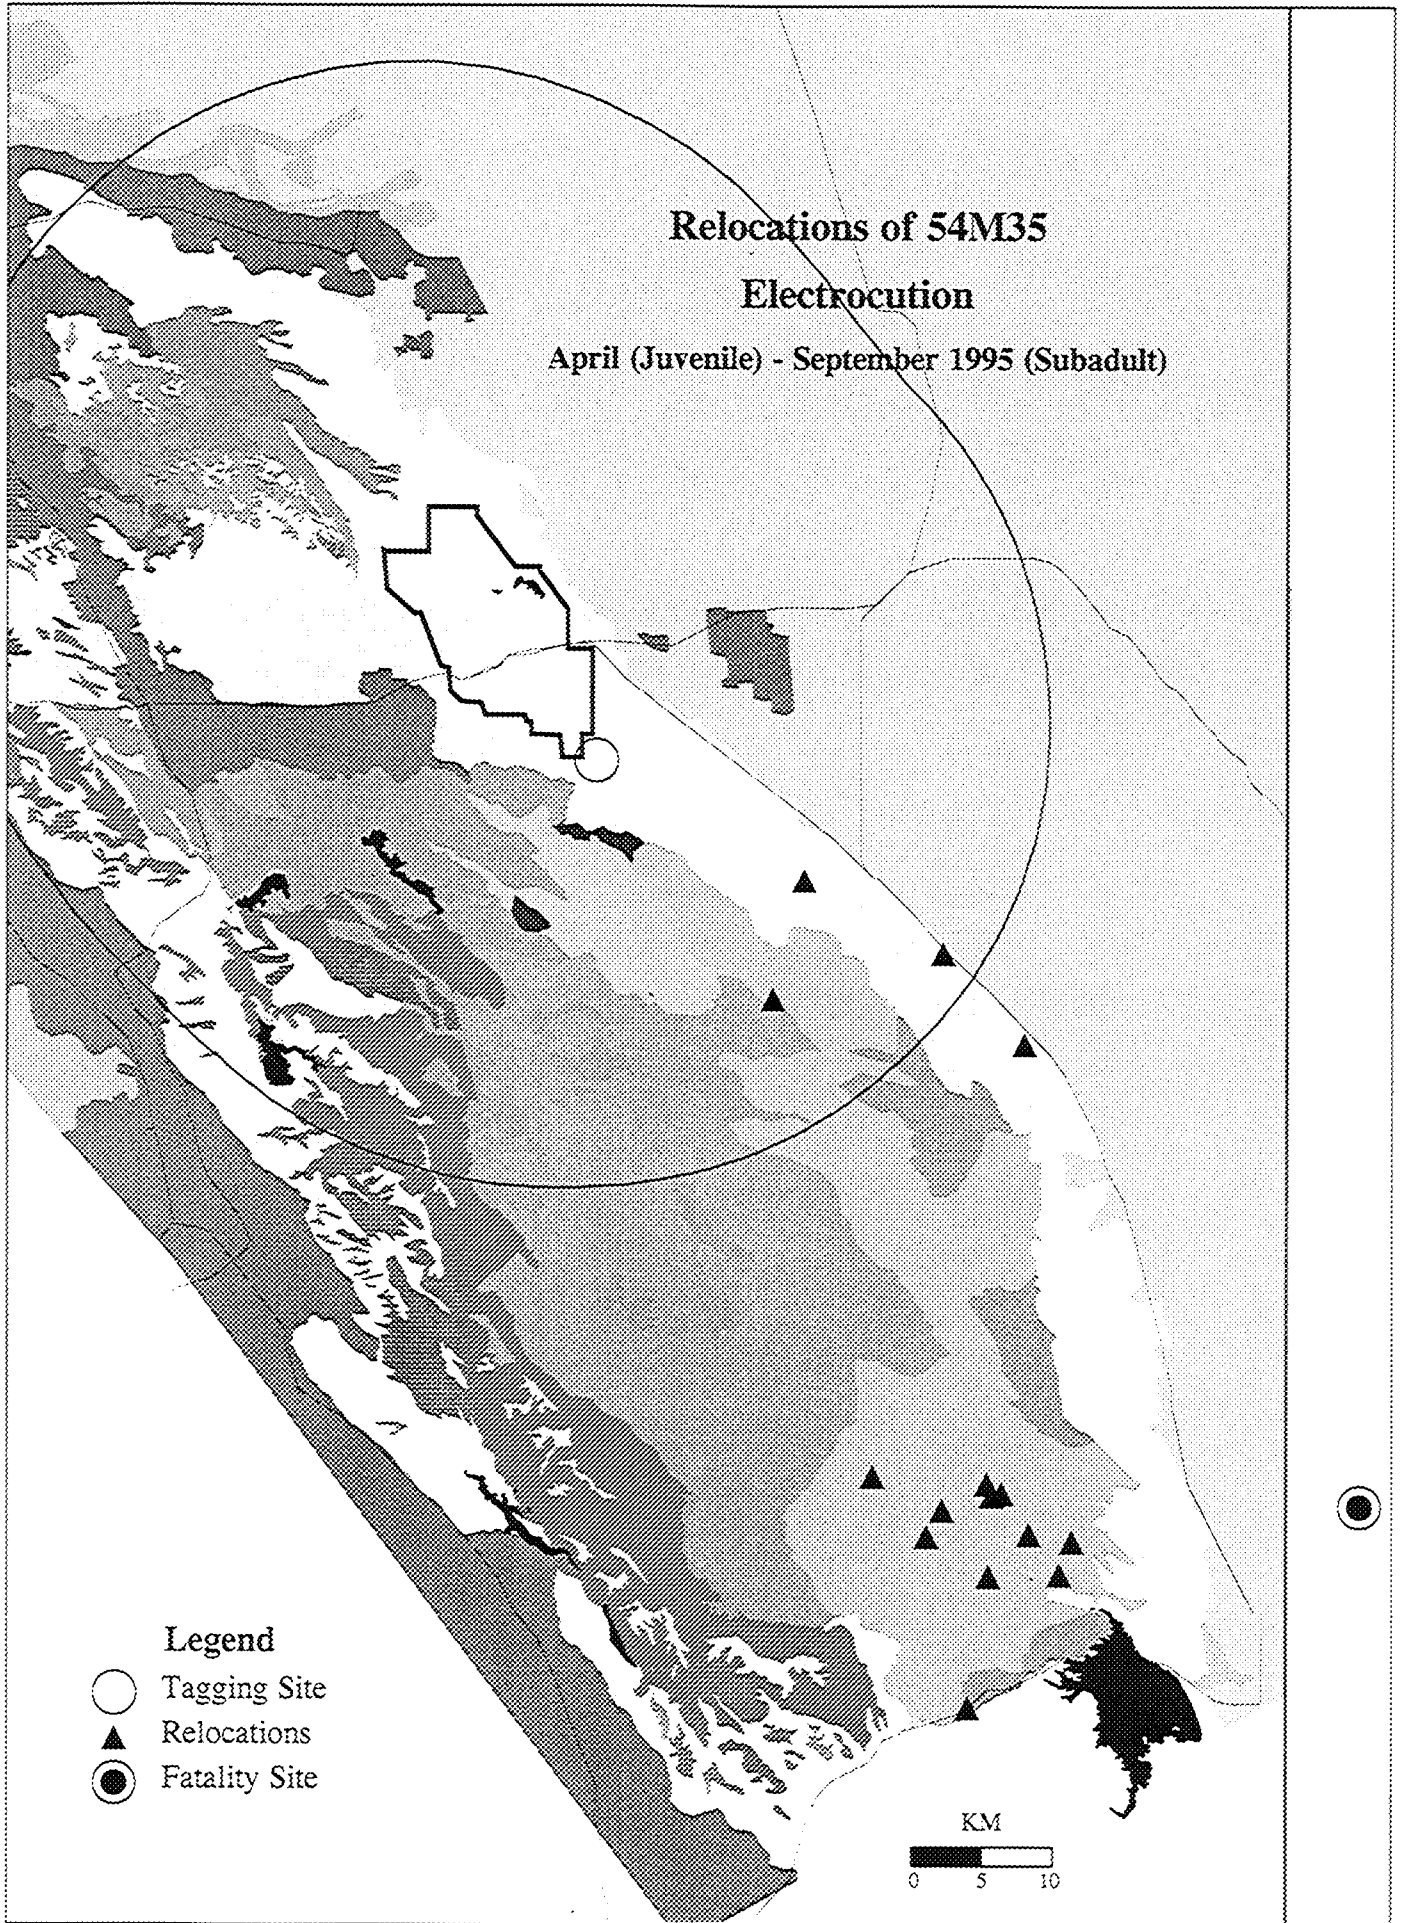 Relocations of 54M35
Electrocution
April (Juvenile) - September 1995 (Subadult)
Legend
Tagging Site
Relocations
Fatality Site
KM
0 5 10